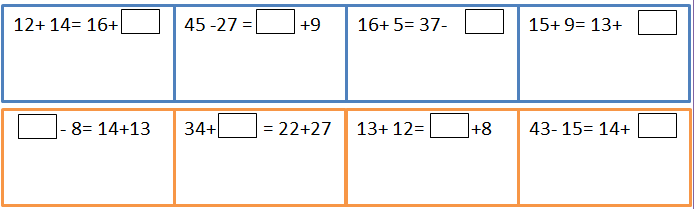 12+ 14= 16+
45 -27 = +9
16+ 5= 37-
15+ 9= 13+
- 8= 14+13
34+ = 22+27
13+ 12= +8
43- 15= 14+